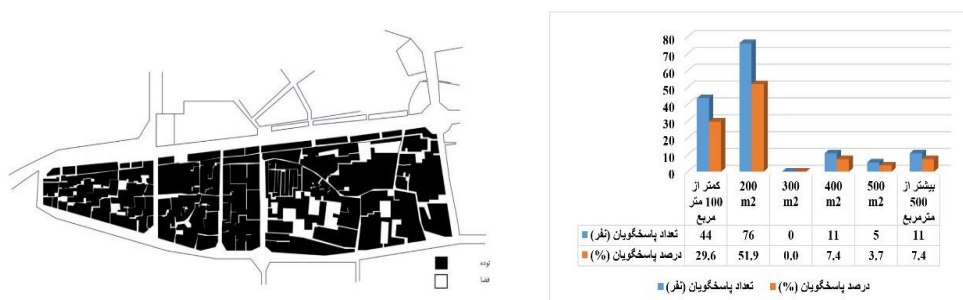 توده
فضا
80
70
60
50
40
30
20
10
0
کمتر از 100 متر مربع
200 m2
300 m2
400 m2
500 m2
بیشتر از 500 مترمربع
تعداد پاسخگویان (نفر) 44 76 0 11 5 11
درصد پاسخگویان (%) 29.6 51.9 0.0 7.4 3.7 7.4
تعداد پاسخگویان (نفر) درصد پاسخگویان (%)